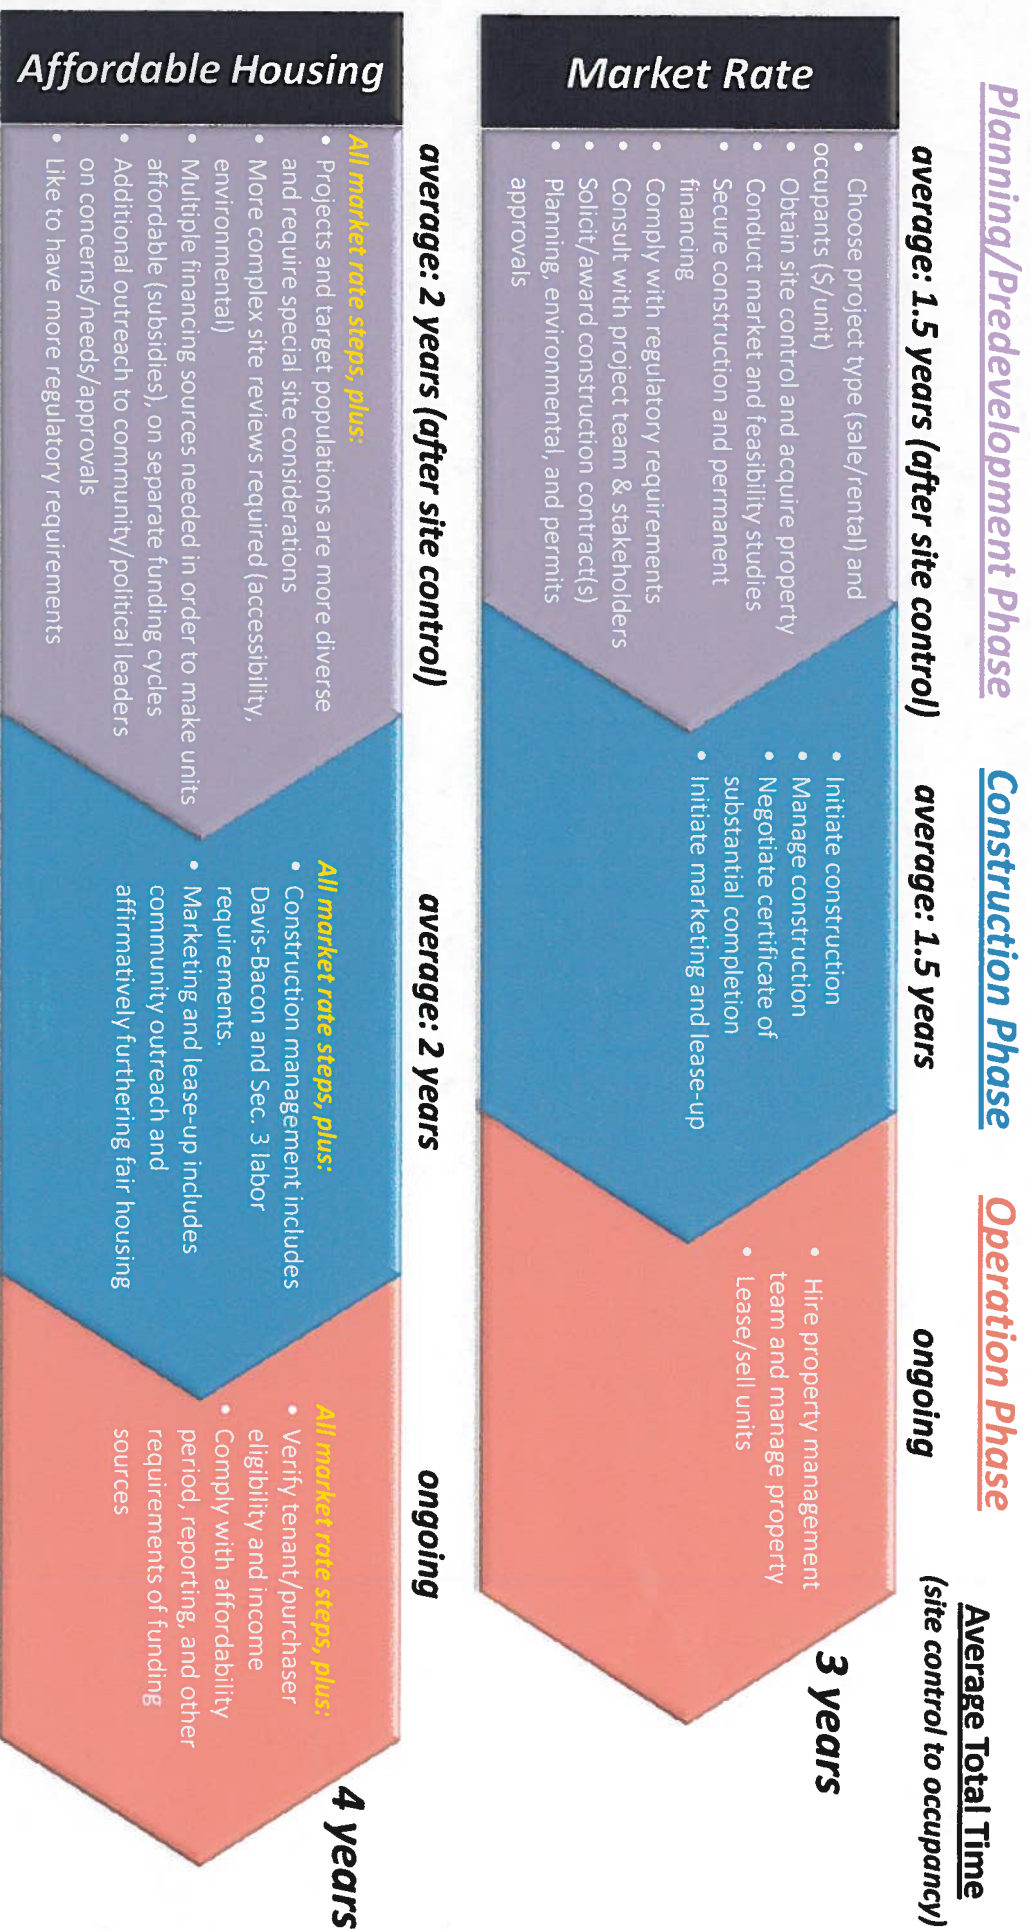 Planning/Predevelopment Phase
Construction Phase
Operation Phase
Average Total Time
(site control to occupancy)
average: 1.5 years (after site control)
average: 1.5 years
ongoing
Market Rate
• Choose project type (sale/rental) and
occupants ($/unit)
• Obtain site control and acquire property
• Conduct market and feasibility studies
• Secure construction and permanent
financing
• Comply with regulatory requirements
• Consult with project team & stakeholders
• Solicit/award construction contract(s)
• Planning, environmental, and permits
approvals
• Initiate construction
• Manage construction
• Negotiate certificate of
substantial completion
• Initiate marketing and lease-up
• Hire property management
team and manage property
• Lease/sell units
3 years
average: 2 years (after site control)
average: 2 years
ongoing
Affordable Housing
All market rate steps, plus:
• Projects and target populations are more diverse
and require special site considerations
• More complex site reviews required (accessibility,
environmental)
• Multiple financing sources needed in order to make units
affordable (subsidies), on separate funding cycles
• Additional outreach to community/political leaders
on concerns/needs/approvals
• Like to have more regulatory requirements
All market rate steps, plus:
• Construction management includes
Davis-Bacon and Sec. 3 labor
requirements.
• Marketing and lease-up includes
community outreach and
affirmatively furthering fair housing
All market rate steps, plus:
• Verify tenant/purchaser
eligibility and income
• Comply with affordability
period, reporting, and other
requirements of funding
sources
4 years